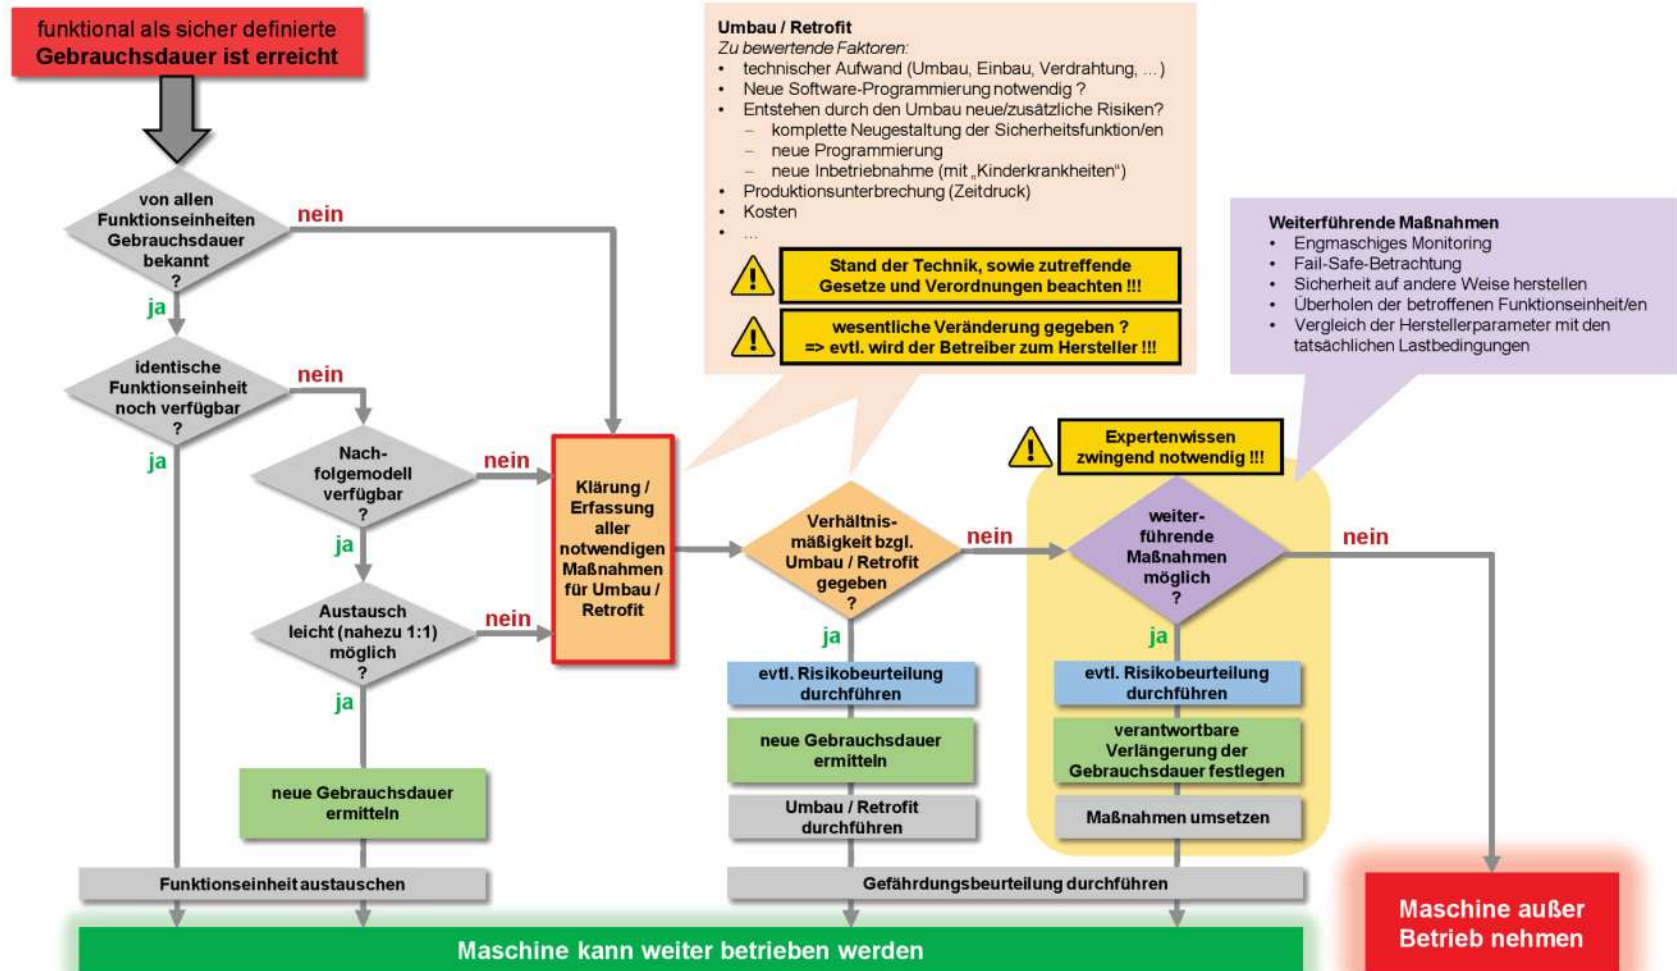 funktional als sicher definierte
Gebrauchsdauer ist erreicht
Umbau / Retrofit
Zu bewertende Faktoren:
• technischer Aufwand (Umbau, Einbau, Verdrahtung, ...)
• Neue Software-Programmierung notwendig ?
• Entstehen durch den Umbau neue/zusätzliche Risiken?
– komplette Neugestaltung der Sicherheitsfunktion/en
– neue Programmierung
– neue Inbetriebnahme (mit „Kinderkrankheiten“)
• Produktionsunterbrechung (Zeitdruck)
• Kosten
• ...
! Stand der Technik, sowie zutreffende
Gesetze und Verordnungen beachten !!!
! wesentliche Veränderung gegeben ?
=> evtl. wird der Betreiber zum Hersteller !!!
Weiterführende Maßnahmen
• Engmaschiges Monitoring
• Fail-Safe-Betrachtung
• Sicherheit auf andere Weise herstellen
• Überholen der betroffenen Funktionseinheit/en
• Vergleich der Herstellerparameter mit den
tatsächlichen Lastbedingungen
von allen
Funktionseinheiten
Gebrauchsdauer
bekannt
?
nein
ja
identische
Funktionseinheit
noch verfügbar
?
nein
ja
Nach-
folgemodell
verfügbar
?
nein
ja
Austausch
leicht (nahezu 1:1)
möglich
?
nein
ja
Klärung /
Erfassung
aller
notwendigen
Maßnahmen
für Umbau /
Retrofit
Verhältnis-
mäßigkeit bzgl.
Umbau / Retrofit
gegeben
?
nein
ja
! Expertenwissen
zwingend notwendig !!!
weiter-
führende
Maßnahmen
möglich
?
nein
ja
neue Gebrauchsdauer
ermitteln
evtl. Risikobeurteilung
durchführen
neue Gebrauchsdauer
ermitteln
Umbau / Retrofit
durchführen
evtl. Risikobeurteilung
durchführen
verantwortbare
Verlängerung der
Gebrauchsdauer festlegen
Maßnahmen umsetzen
Funktionseinheit austauschen
Gefährdungsbeurteilung durchführen
Maschine kann weiter betrieben werden
Maschine außer
Betrieb nehmen